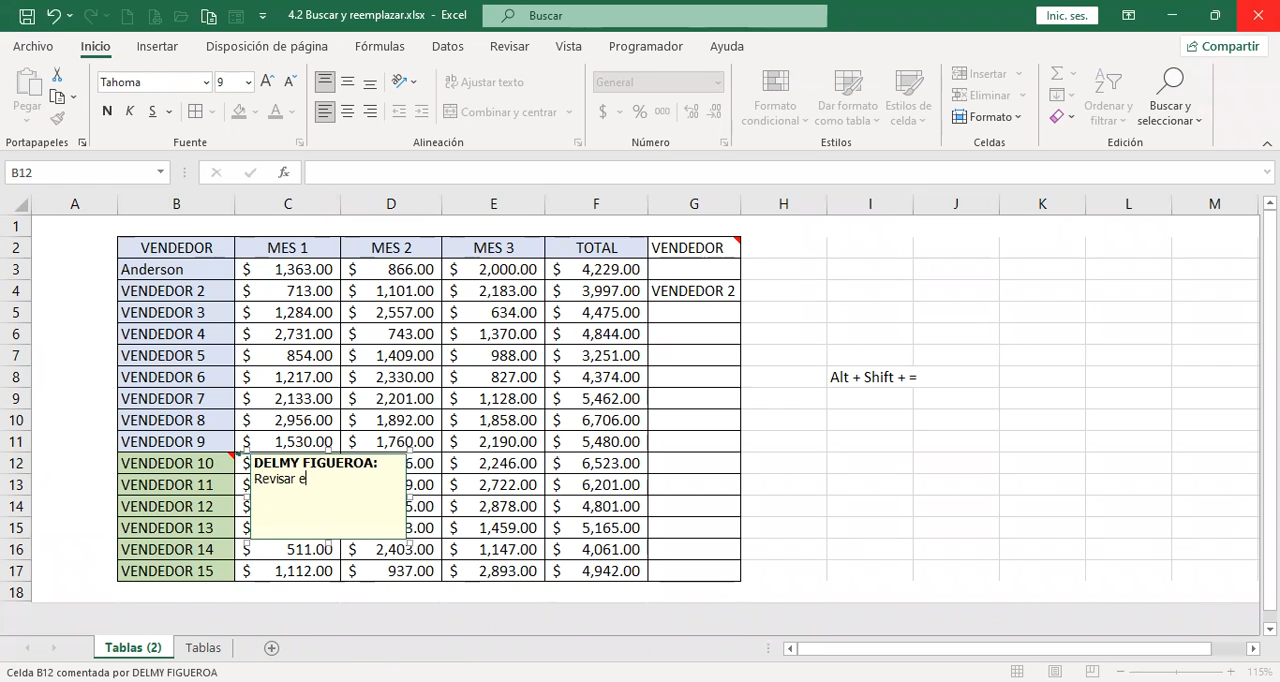 4.2 Buscar y reemplazar.xlsx - Excel
Buscar
Inic. ses.
Archivo Inicio Insertar Disposición de página Fórmulas Datos Revisar Vista Programador Ayuda
Compartir
Pegar
Portapapeles
Tahoma 9
N K S
Fuente
Ajustar texto
Combinar y centrar
Alineación
General
$ % 000
Número
Formato condicional
Dar formato como tabla
Estilos de celda
Estilos
Insertar
Eliminar
Formato
Celdas
Ordenar y filtrar
Buscar y seleccionar
Edición
B12
fx
A B C D E F G H I J K L M
1
2 VENDEDOR MES 1 MES 2 MES 3 TOTAL VENDEDOR
3 Anderson $ 1,363.00 $ 866.00 $ 2,000.00 $ 4,229.00
4 VENDEDOR 2 $ 713.00 $ 1,101.00 $ 2,183.00 $ 3,997.00 VENDEDOR 2
5 VENDEDOR 3 $ 1,284.00 $ 2,557.00 $ 634.00 $ 4,475.00
6 VENDEDOR 4 $ 2,731.00 $ 743.00 $ 1,370.00 $ 4,844.00
7 VENDEDOR 5 $ 854.00 $ 1,409.00 $ 988.00 $ 3,251.00
8 VENDEDOR 6 $ 1,217.00 $ 2,330.00 $ 827.00 $ 4,374.00 Alt + Shift + =
9 VENDEDOR 7 $ 2,133.00 $ 2,201.00 $ 1,128.00 $ 5,462.00
10 VENDEDOR 8 $ 2,956.00 $ 1,892.00 $ 1,858.00 $ 6,706.00
11 VENDEDOR 9 $ 1,530.00 $ 1,760.00 $ 2,190.00 $ 5,480.00
12 VENDEDOR 10 $ DELMY FIGUEROA: $ 2,246.00 $ 6,523.00
Revisar e
13 VENDEDOR 11 $ 2,722.00 $ 6,201.00
14 VENDEDOR 12 $ 2,878.00 $ 4,801.00
15 VENDEDOR 13 $ 1,459.00 $ 5,165.00
16 VENDEDOR 14 $ 511.00 $ 2,403.00 $ 1,147.00 $ 4,061.00
17 VENDEDOR 15 $ 1,112.00 $ 937.00 $ 2,893.00 $ 4,942.00
18
Tablas (2) Tablas
Celda B12 comentada por DELMY FIGUEROA
115%